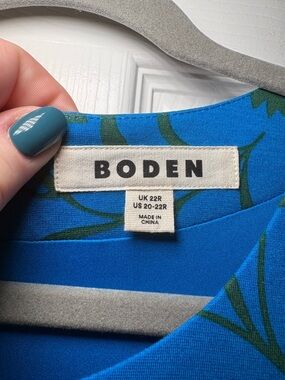 BODEN
UK 22R
US 20-22R
MADE IN
CHINA